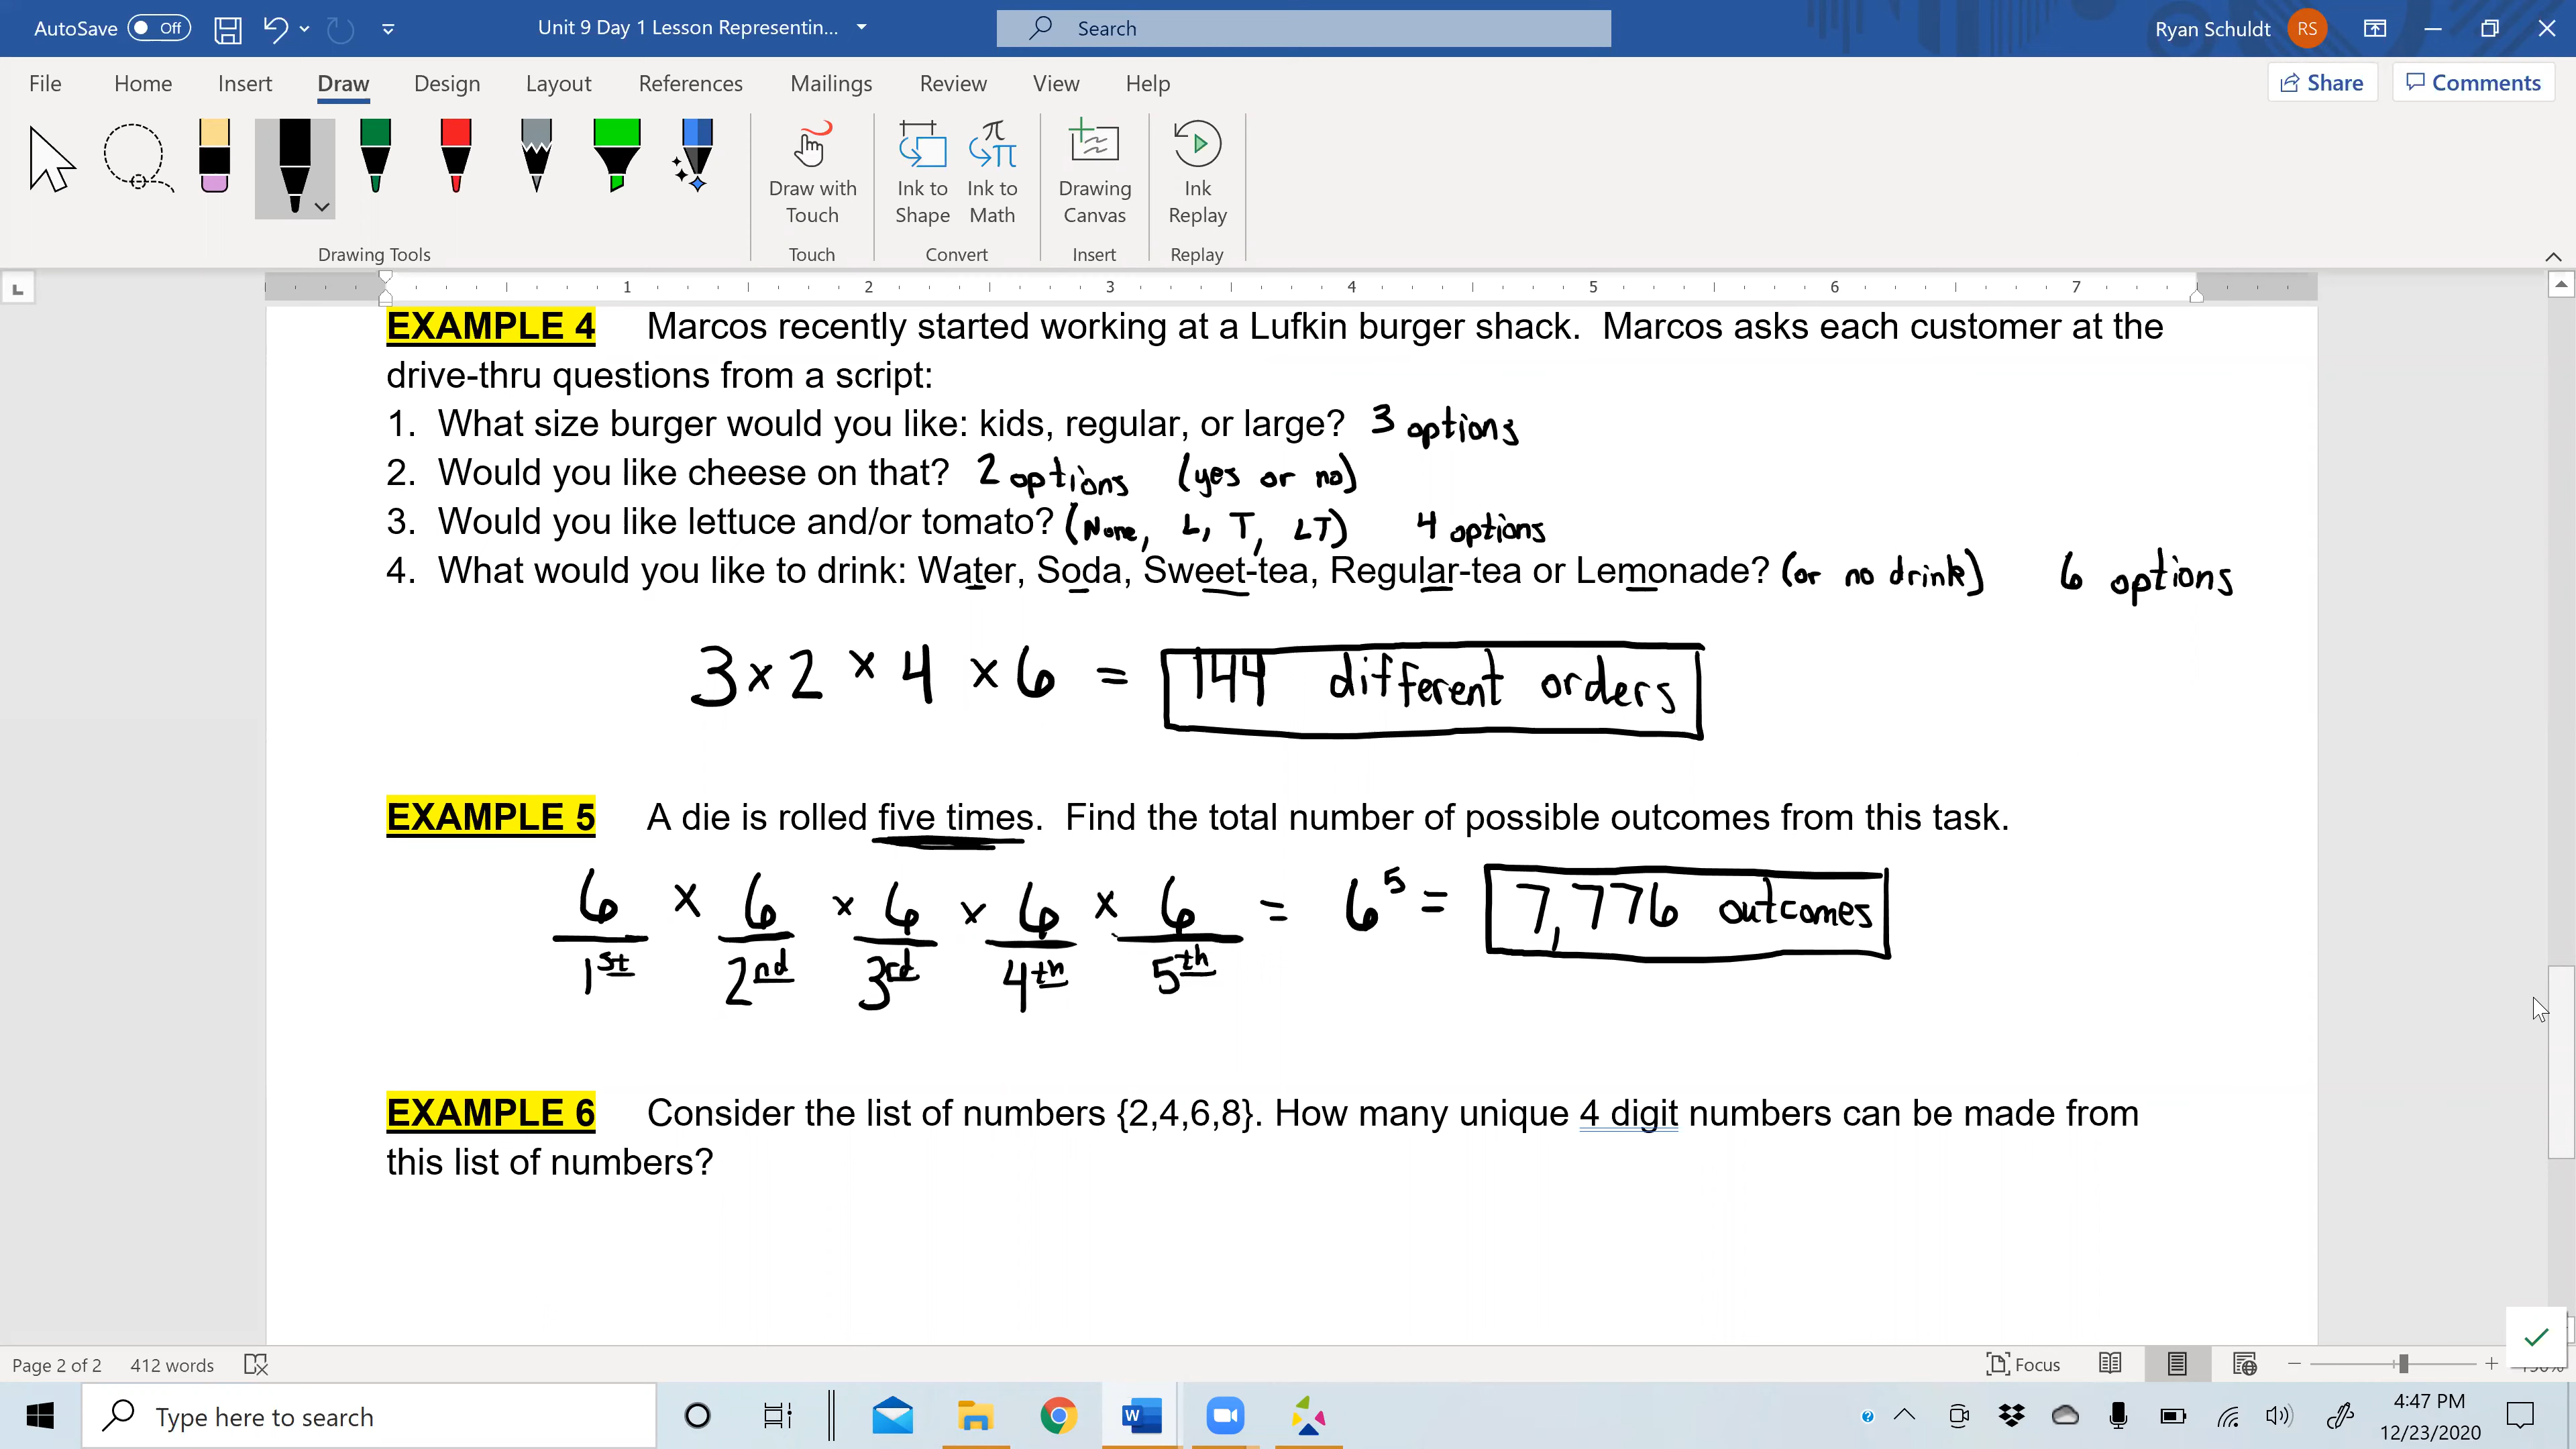 AutoSave Off Unit 9 Day 1 Lesson Representin... Search Ryan Schuldt RS
File Home Insert Draw Design Layout References Mailings Review View Help Share Comments
Draw with Touch Ink to Shape Ink to Math Drawing Canvas Ink Replay
Drawing Tools Touch Convert Insert Replay
1 2 3 4 5 6 7
EXAMPLE 4 Marcos recently started working at a Lufkin burger shack. Marcos asks each customer at the
drive-thru questions from a script:
1. What size burger would you like: kids, regular, or large? 3 options
2. Would you like cheese on that? 2 options (yes or no)
3. Would you like lettuce and/or tomato? (None, L, T, LT) 4 options
4. What would you like to drink: Water, Soda, Sweet-tea, Regular-tea or Lemonade? (or no drink) 6 options
3 × 2 × 4 × 6 = 144 different orders
EXAMPLE 5 A die is rolled five times. Find the total number of possible outcomes from this task.
6 × 6 × 6 × 6 × 6 = 6⁵ = 7,776 outcomes
1st 2nd 3rd 4th 5th
EXAMPLE 6 Consider the list of numbers {2,4,6,8}. How many unique 4 digit numbers can be made from
this list of numbers?
Page 2 of 2 412 words Focus
Type here to search 4:47 PM
12/23/2020